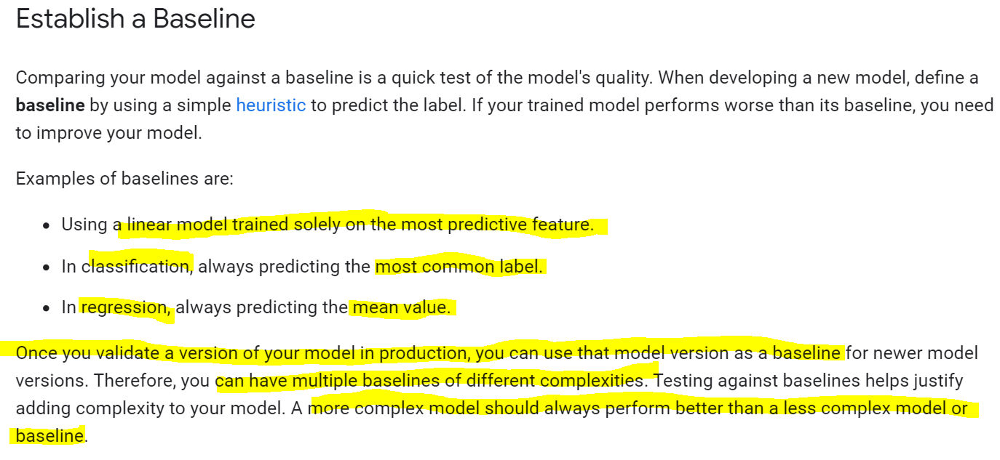 Establish a Baseline
Comparing your model against a baseline is a quick test of the model's quality. When developing a new model, define a
baseline by using a simple heuristic to predict the label. If your trained model performs worse than its baseline, you need
to improve your model.
Examples of baselines are:
• Using a linear model trained solely on the most predictive feature.
• In classification, always predicting the most common label.
• In regression, always predicting the mean value.
Once you validate a version of your model in production, you can use that model version as a baseline for newer model
versions. Therefore, you can have multiple baselines of different complexities. Testing against baselines helps justify
adding complexity to your model. A more complex model should always perform better than a less complex model or
baseline.